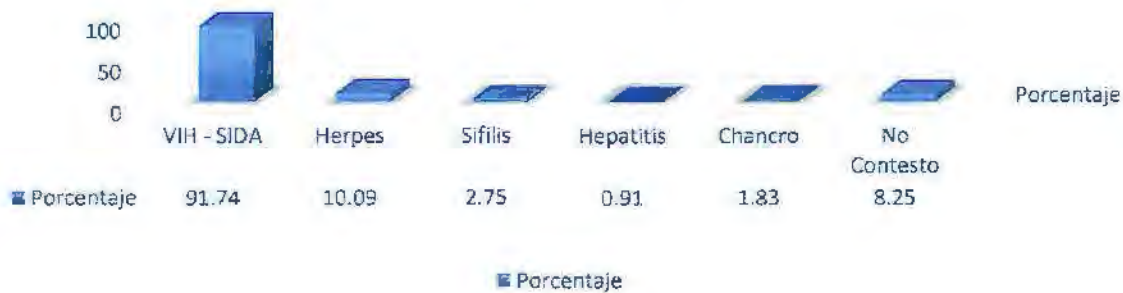 100
50
0
Porcentaje
VIH - SIDA Herpes Sifilis Hepatitis Chancro No
Contesto
Porcentaje 91.74 10.09 2.75 0.91 1.83 8.25
Porcentaje